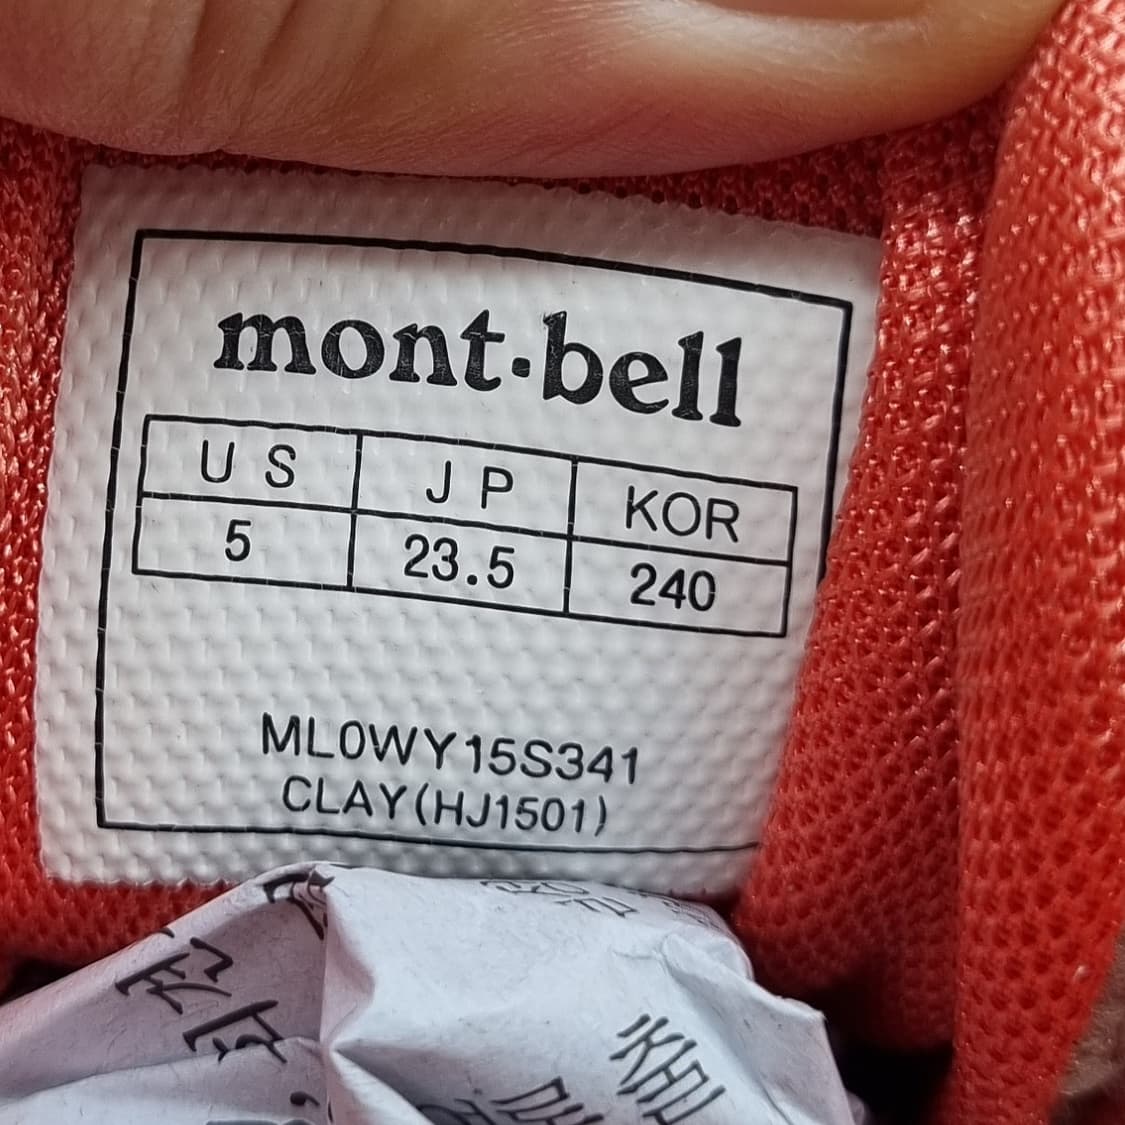 mont·bell
US JP KOR
5 23.5 240
ML0WY15S341
CLAY(HJ1501)